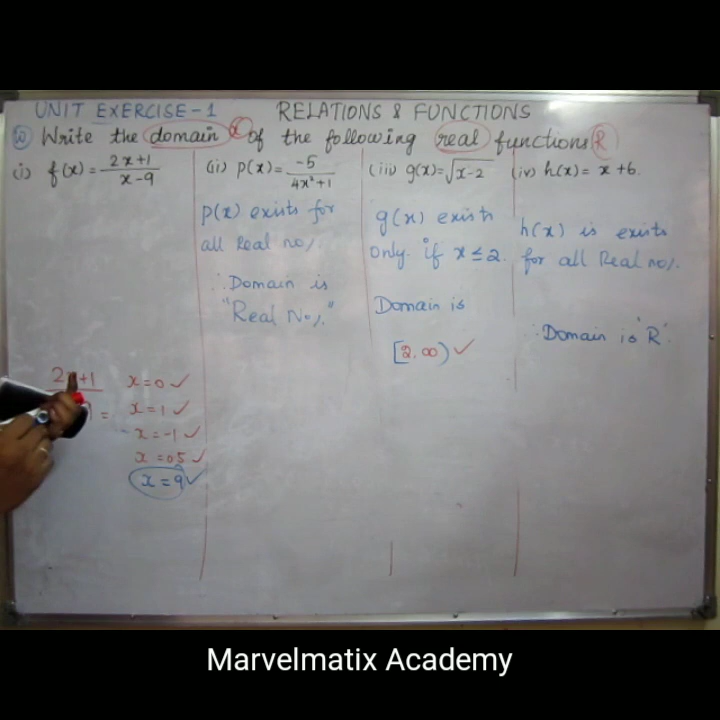 UNIT EXERCISE-1 RELATIONS & FUNCTIONS
10 Write the domain x of the following real functions R
(i) f(x) = 2x+1 / x-9
(ii) p(x) = -5 / 4x²+1
(iii) g(x) = √x-2
(iv) h(x) = x+6.
p(x) exists for
all Real no/.
∴ Domain is
"Real No/."
g(x) exists
Only. if x ≤ 2.
Domain is
[2. ∞) ✓
h(x) is exists
for all Real no/.
∴ Domain is 'R'.
x = 0 ✓
x = 1 ✓
x = -1 ✓
x = 05 ✓
x = 9 ✓
Marvelmatix Academy